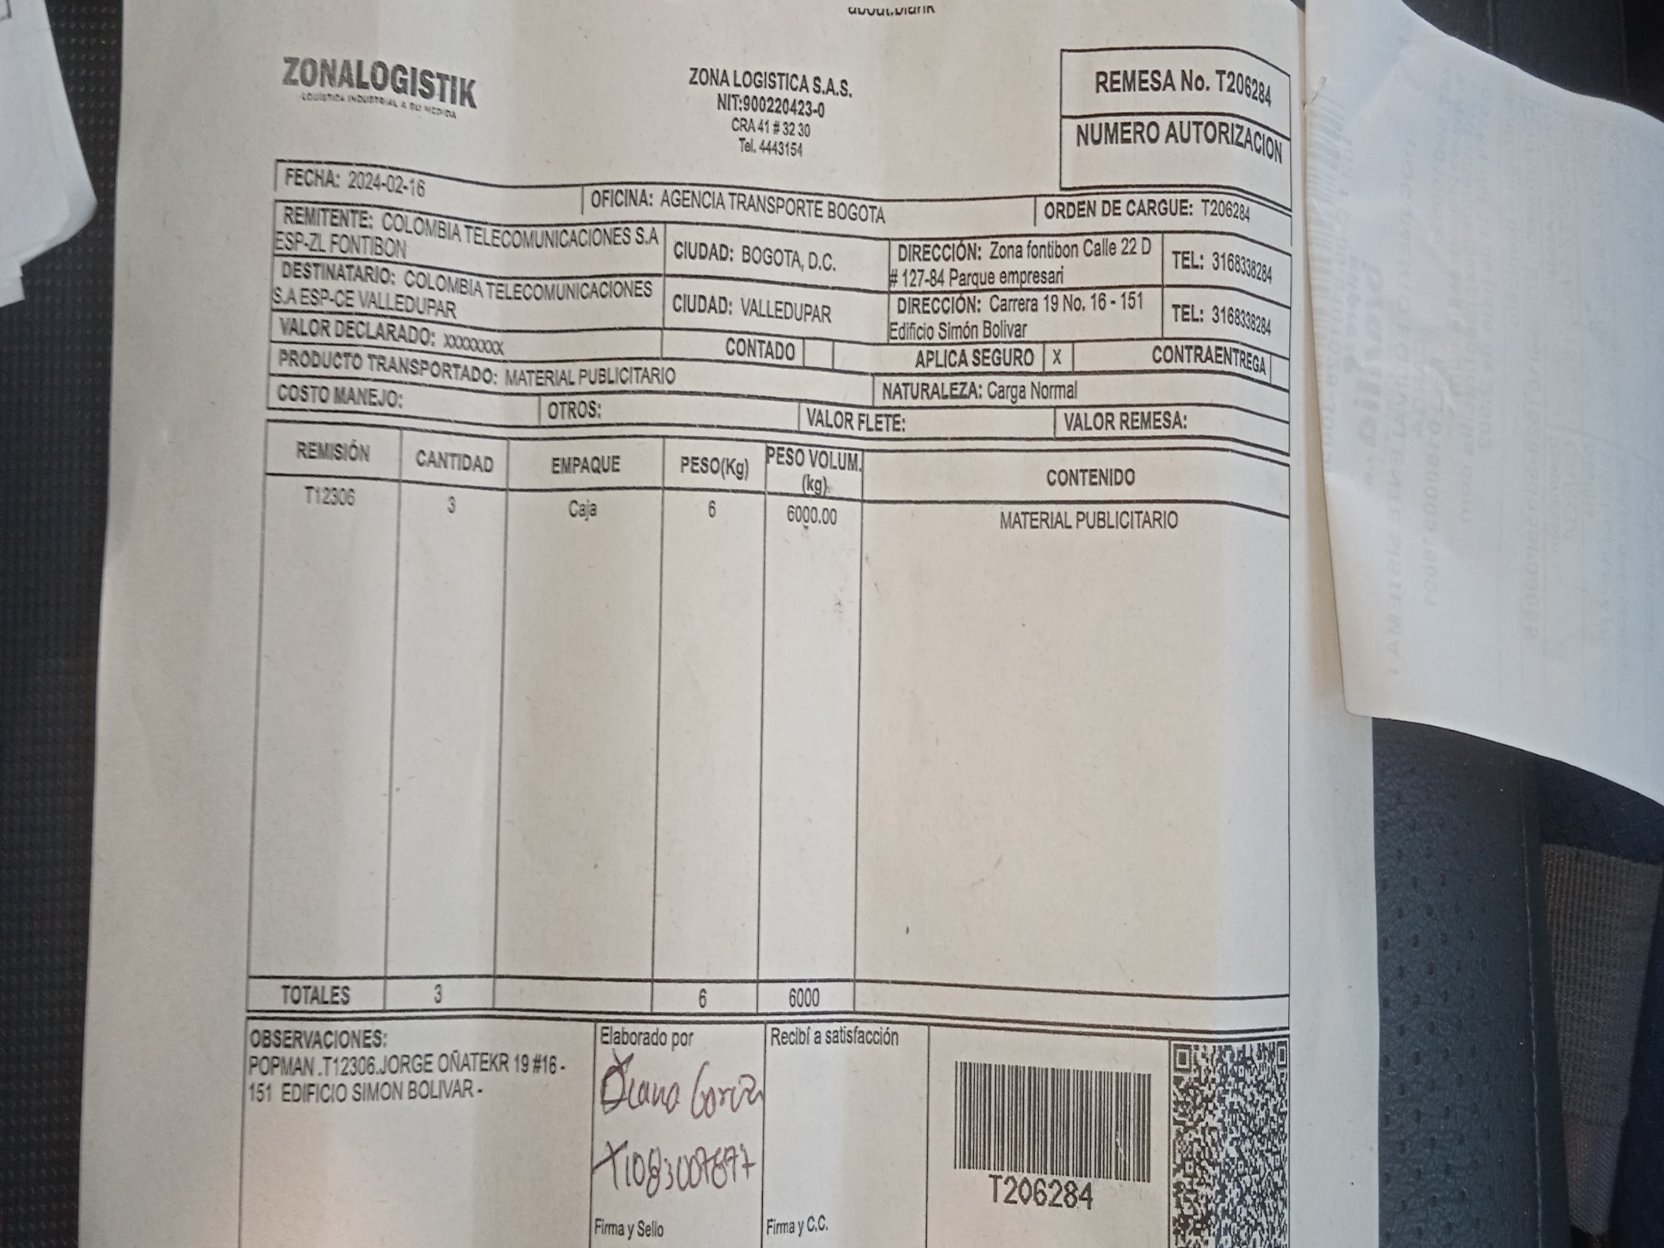 about:blank
ZONALOGISTIK
LOGISTICA INDUSTRIAL A SU MEDIDA
ZONA LOGISTICA S.A.S.
NIT:900220423-0
CRA 41 # 32 30
Tel. 4443154
REMESA No. T206284
NUMERO AUTORIZACION
FECHA: 2024-02-16
OFICINA: AGENCIA TRANSPORTE BOGOTA
ORDEN DE CARGUE: T206284
REMITENTE: COLOMBIA TELECOMUNICACIONES S.A
ESP-ZL FONTIBON
CIUDAD: BOGOTA, D.C.
DIRECCIÓN: Zona fontibon Calle 22 D
# 127-84 Parque empresari
TEL: 3168338284
DESTINATARIO: COLOMBIA TELECOMUNICACIONES
S.A ESP-CE VALLEDUPAR
CIUDAD: VALLEDUPAR
DIRECCIÓN: Carrera 19 No. 16 - 151
Edificio Simón Bolivar
TEL: 3168338284
VALOR DECLARADO: xxxxxxxx
CONTADO
APLICA SEGURO X
CONTRAENTREGA
PRODUCTO TRANSPORTADO: MATERIAL PUBLICITARIO
NATURALEZA: Carga Normal
COSTO MANEJO:
OTROS:
VALOR FLETE:
VALOR REMESA:
REMISIÓN CANTIDAD EMPAQUE PESO(Kg) PESO VOLUM. (kg) CONTENIDO
T12306 3 Caja 6 6000.00 MATERIAL PUBLICITARIO
TOTALES 3 6 6000
OBSERVACIONES:
POPMAN .T12306.JORGE OÑATEKR 19 #16 -
151 EDIFICIO SIMON BOLIVAR -
Elaborado por
Diana
Firma y Sello
Recibí a satisfacción
Firma y C.C.
T206284